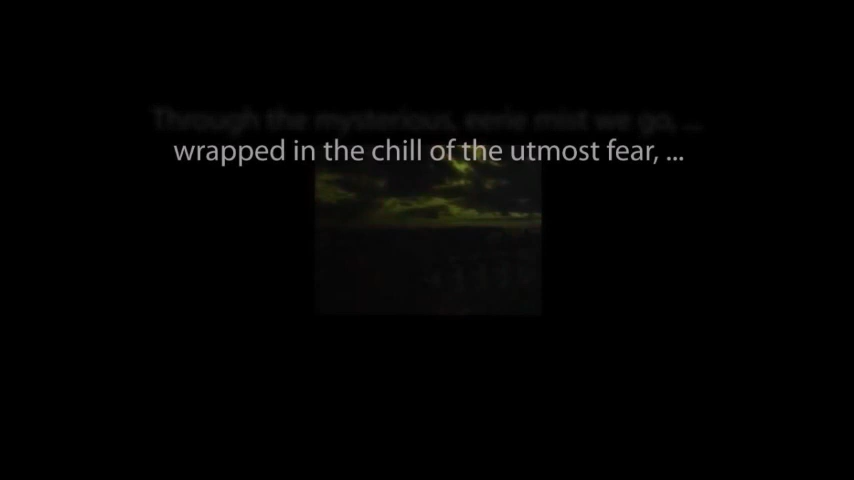 Through the mysterious, eerie mist we go, ...
wrapped in the chill of the utmost fear, ...